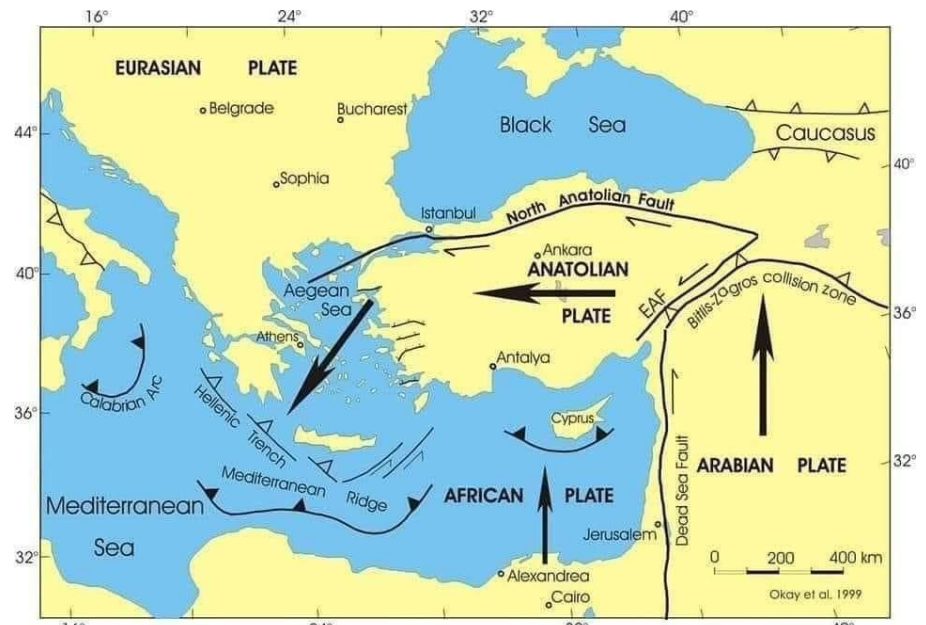 16°
24°
32°
40°
EURASIAN PLATE
Belgrade
Bucharest
44°
Black Sea
Caucasus
40°
Sophia
Istanbul
North Anatolian Fault
Ankara
ANATOLIAN
PLATE
40°
Aegean
Sea
EAF
Bitlis-Zogros collision zone
36°
Athens
Antalya
Calabrian Arc
Hellenic Trench
36°
Cyprus
Mediterranean Ridge
AFRICAN PLATE
ARABIAN PLATE
32°
Mediterranean
Sea
Dead Sea Fault
Jerusalem
32°
Alexandrea
Cairo
0 200 400 km
Okay et al, 1999